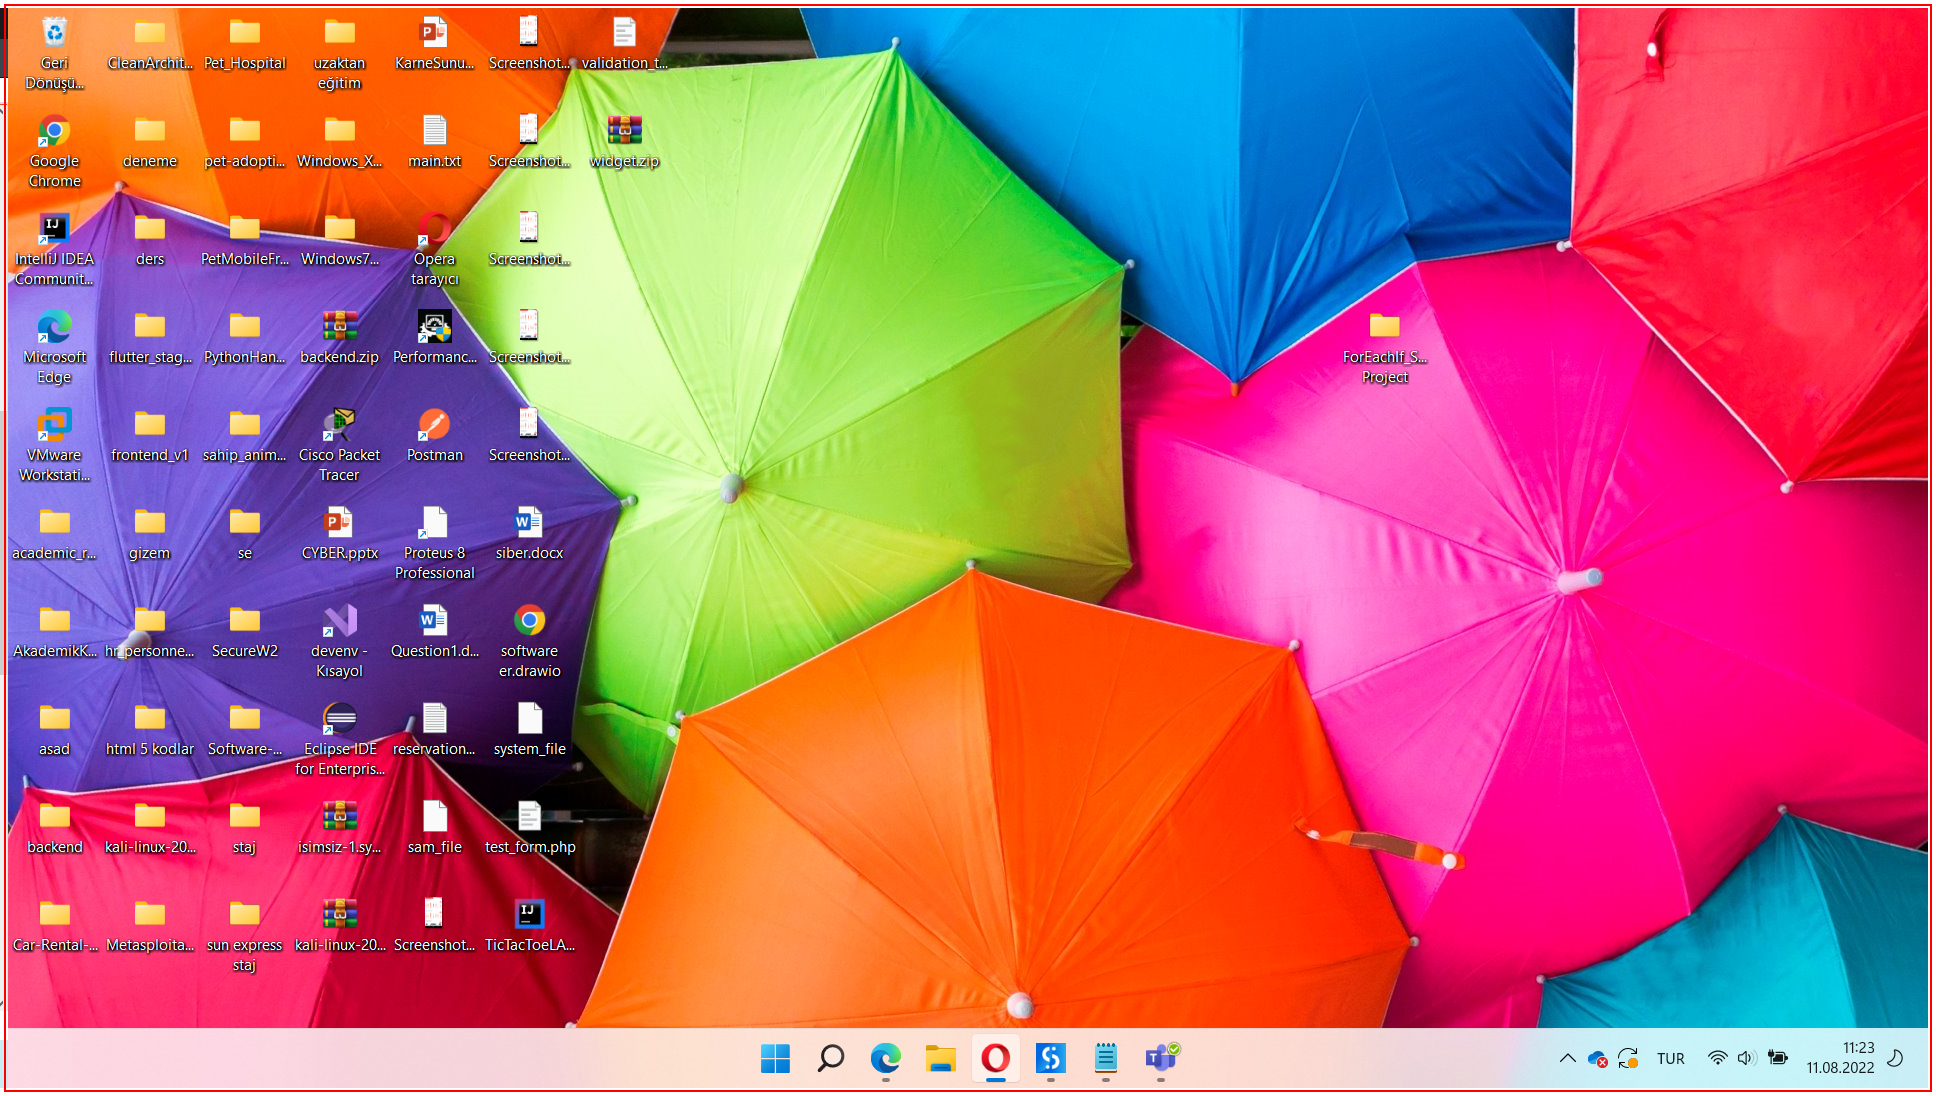 Geri
Dönüşü...
CleanArchit...
Pet_Hospital
uzaktan
eğitim
KarneSunu...
Screenshot...
validation_t...
Google
Chrome
deneme
pet-adopti...
Windows_X...
main.txt
Screenshot...
widget.zip
IntelliJ IDEA
Communit...
ders
PetMobileFr...
Windows7...
Opera
tarayıcı
Screenshot...
Microsoft
Edge
flutter_stag...
PythonHan...
backend.zip
Performanc...
Screenshot...
ForEachIf_S...
Project
VMware
Workstati...
frontend_v1
sahip_anim...
Cisco Packet
Tracer
Postman
Screenshot...
academic_r...
gizem
se
CYBER.pptx
Proteus 8
Professional
siber.docx
AkademikK...
hr_personne...
SecureW2
devenv -
Kısayol
Question1.d...
software
er.drawio
asad
html 5 kodlar
Software-...
Eclipse IDE
for Enterpris...
reservation...
system_file
backend
kali-linux-20...
staj
isimsiz-1.sy...
sam_file
test_form.php
Car-Rental-...
Metasploita...
sun express
staj
kali-linux-20...
Screenshot...
TicTacToeLA...
TUR
11:23
11.08.2022